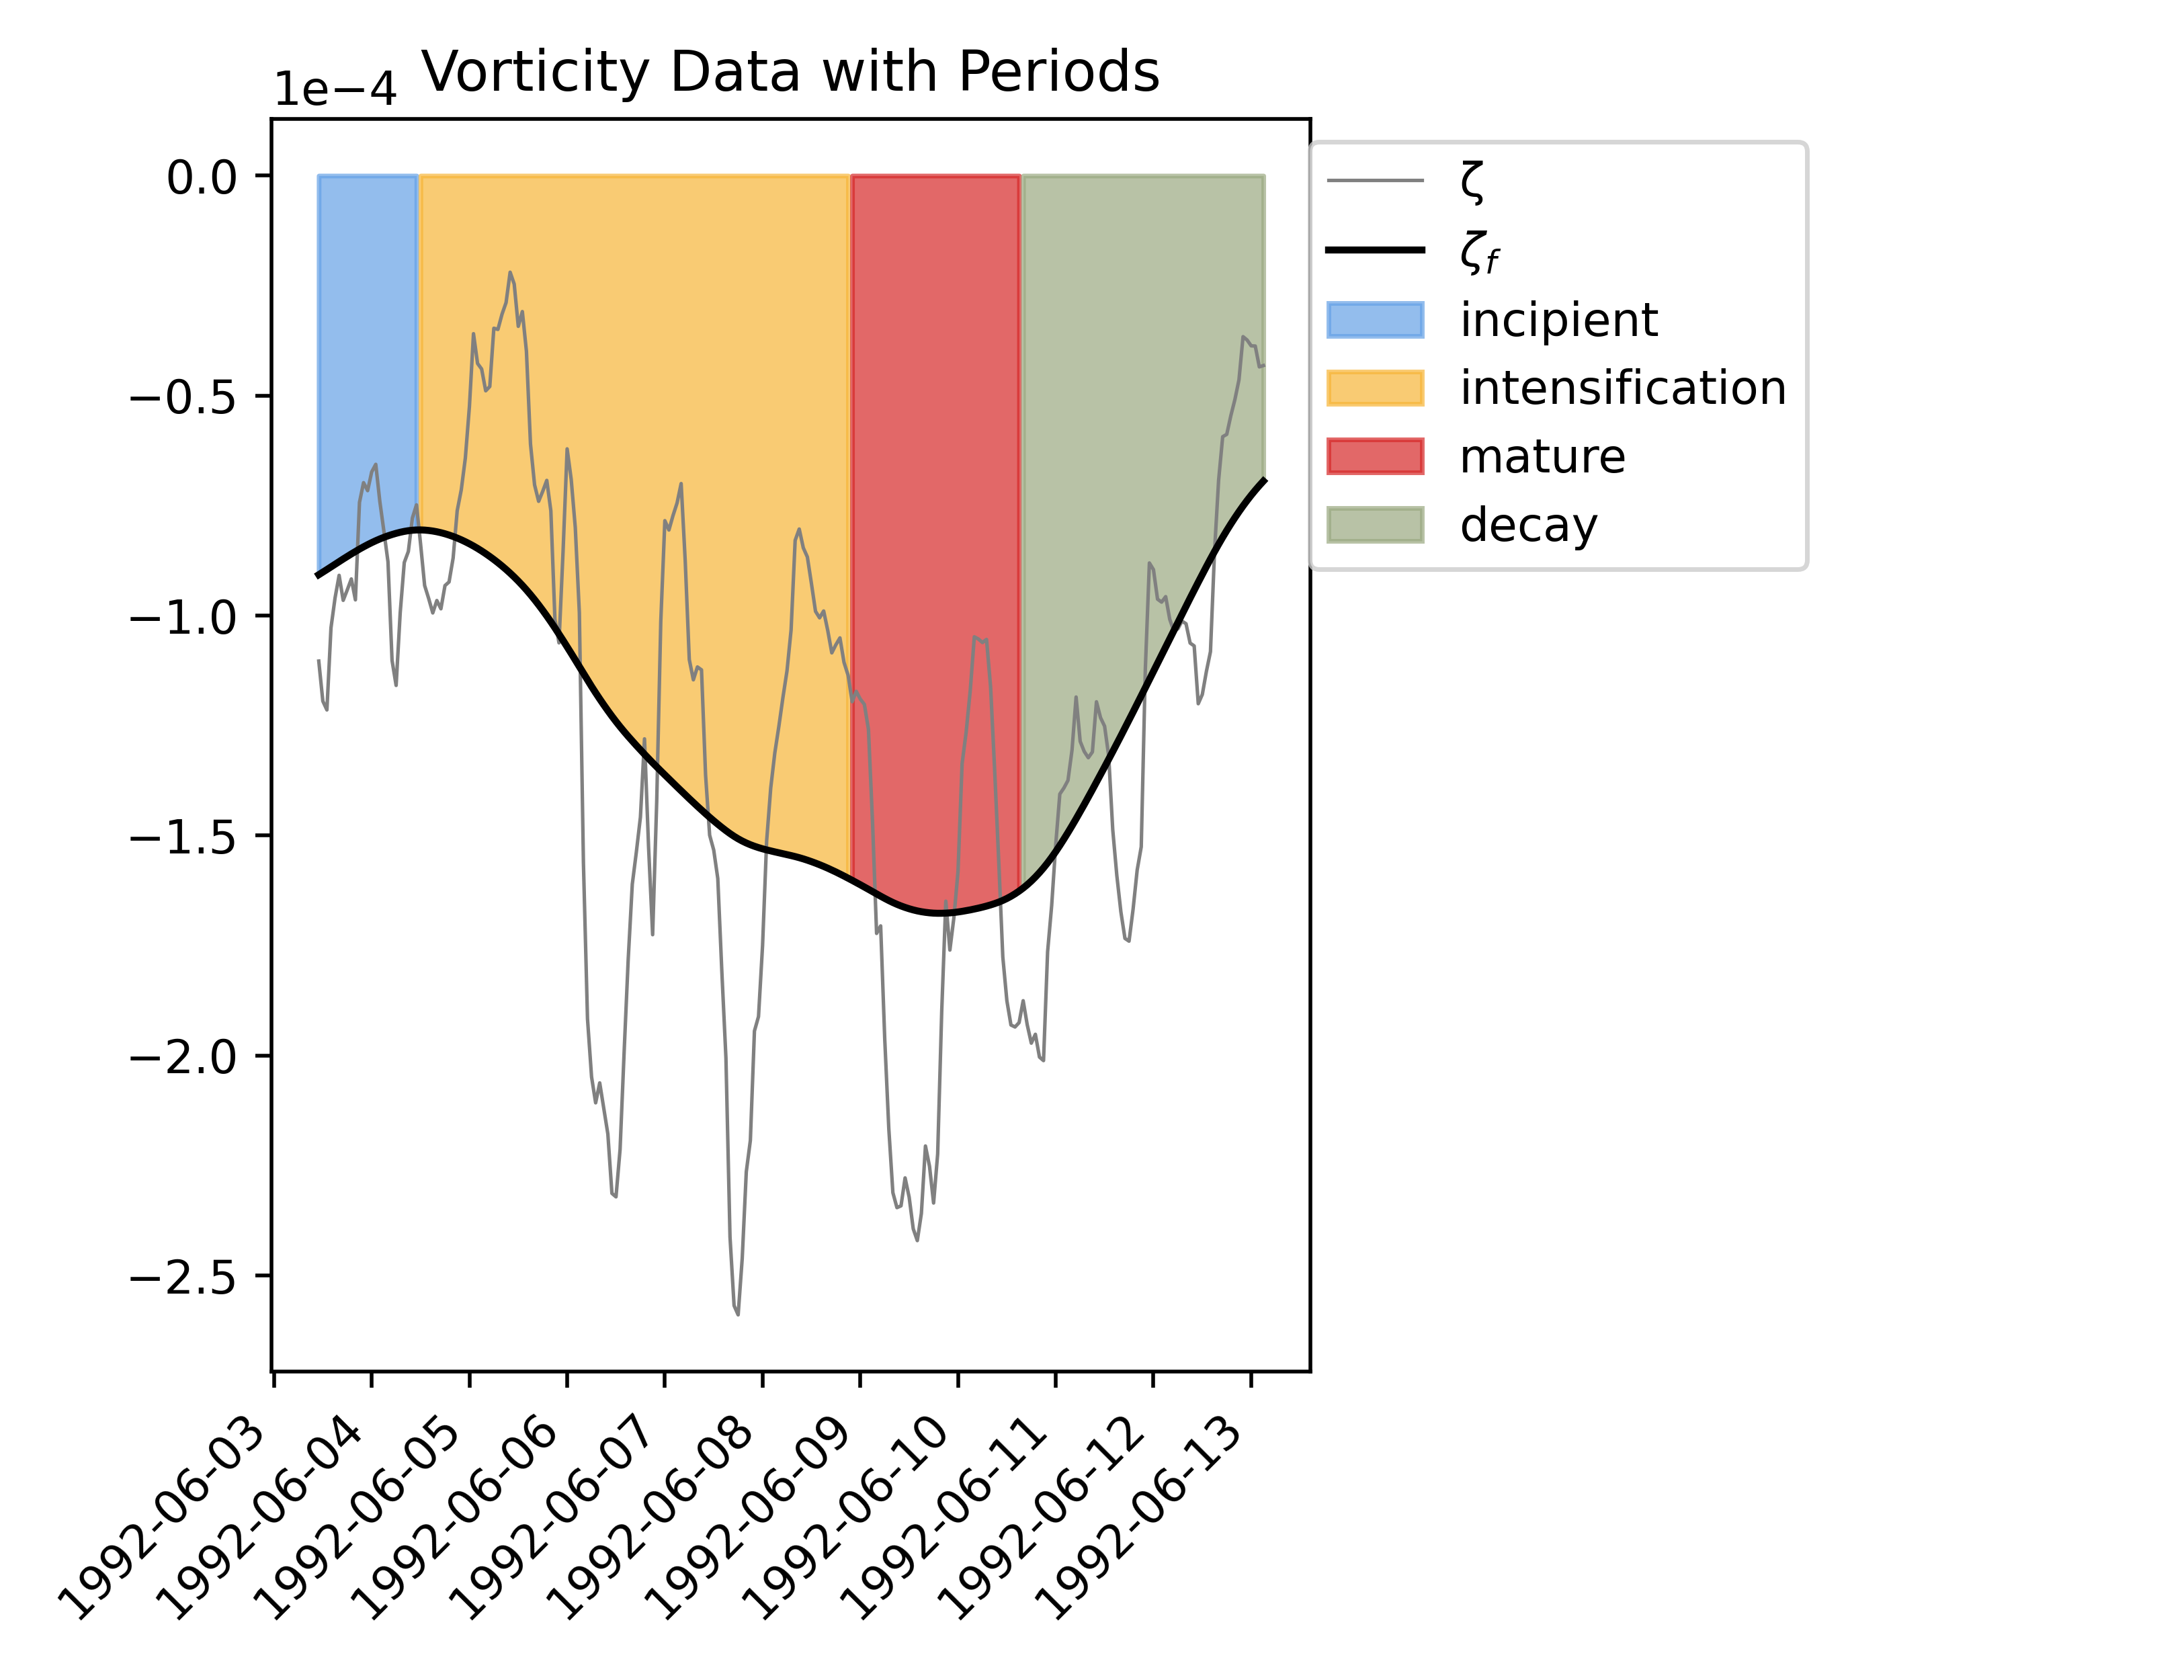 Vorticity Data with Periods
1e−4
0.0
−0.5
−1.0
−1.5
−2.0
−2.5
1992-06-03
1992-06-04
1992-06-05
1992-06-06
1992-06-07
1992-06-08
1992-06-09
1992-06-10
1992-06-11
1992-06-12
1992-06-13
ζ
ζf
incipient
intensification
mature
decay